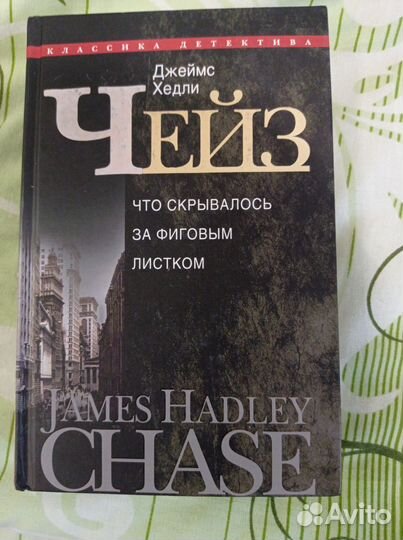 КЛАССИКА ДЕТЕКТИВА
Джеймс
Хедли
ЧЕЙЗ
ЧТО СКРЫВАЛОСЬ
ЗА ФИГОВЫМ
ЛИСТКОМ
JAMES HADLEY
CHASE
Avito